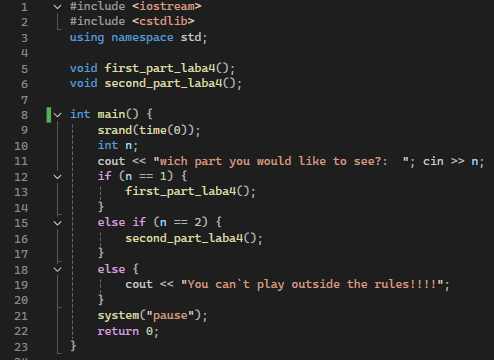 1 #include <iostream>
2 #include <cstdlib>
3 using namespace std;
4
5 void first_part_laba4();
6 void second_part_laba4();
7
8 int main() {
9 srand(time(0));
10 int n;
11 cout << "wich part you would like to see?:  "; cin >> n;
12 if (n == 1) {
13 first_part_laba4();
14 }
15 else if (n == 2) {
16 second_part_laba4();
17 }
18 else {
19 cout << "You can`t play outside the rules!!!!";
20 }
21 system("pause");
22 return 0;
23 }